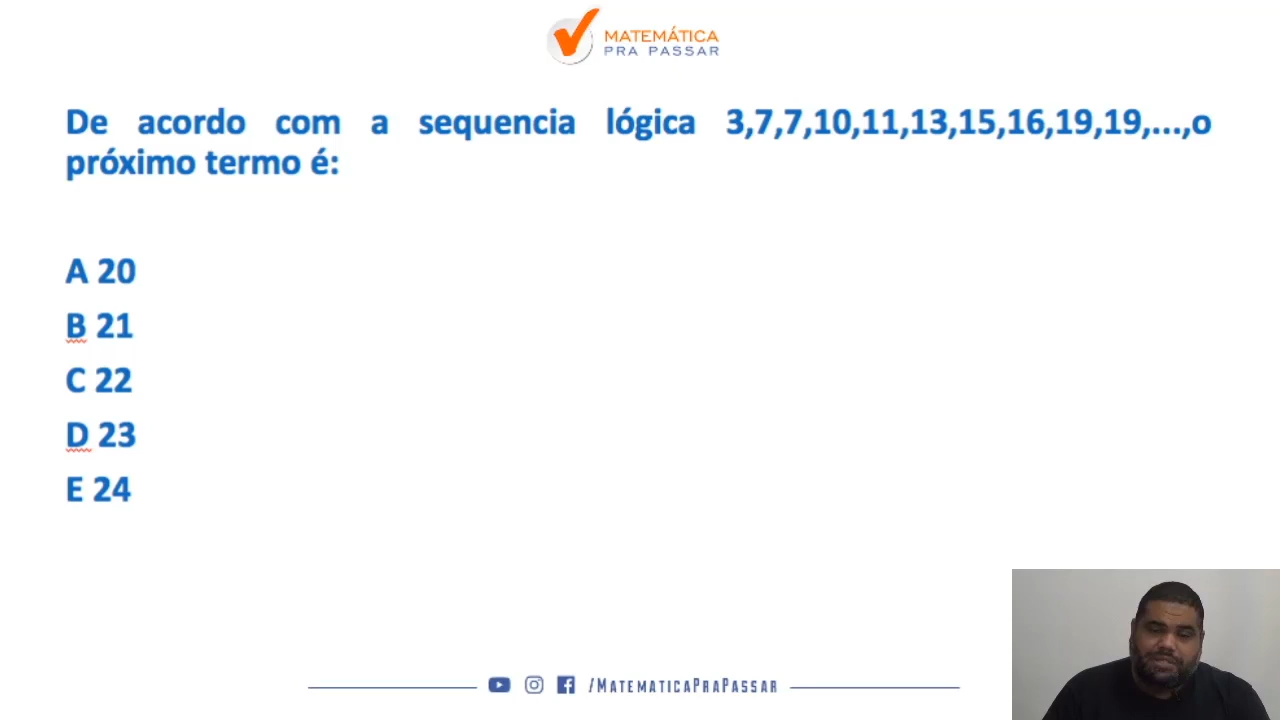 MATEMÁTICA
PRA PASSAR
De acordo com a sequencia lógica 3,7,7,10,11,13,15,16,19,19,...,o
próximo termo é:
A 20
B 21
C 22
D 23
E 24
/MATEMATICAPRAPASSAR